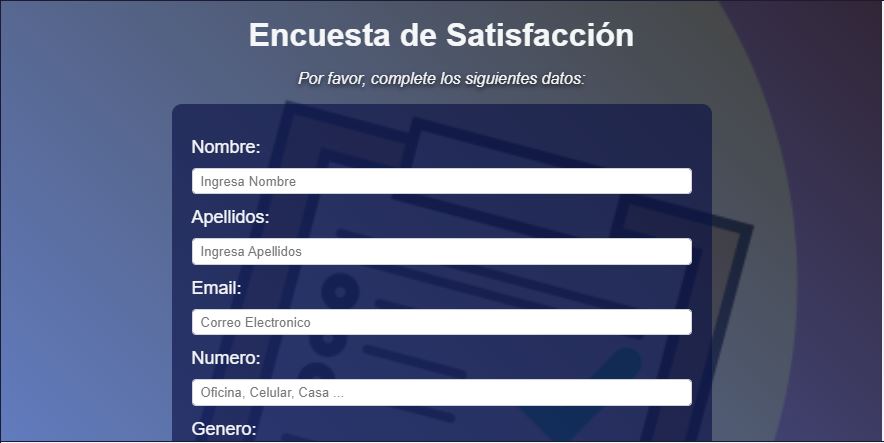 Encuesta de Satisfacción
Por favor, complete los siguientes datos:
Nombre:
Ingresa Nombre
Apellidos:
Ingresa Apellidos
Email:
Correo Electronico
Numero:
Oficina, Celular, Casa ...
Genero: